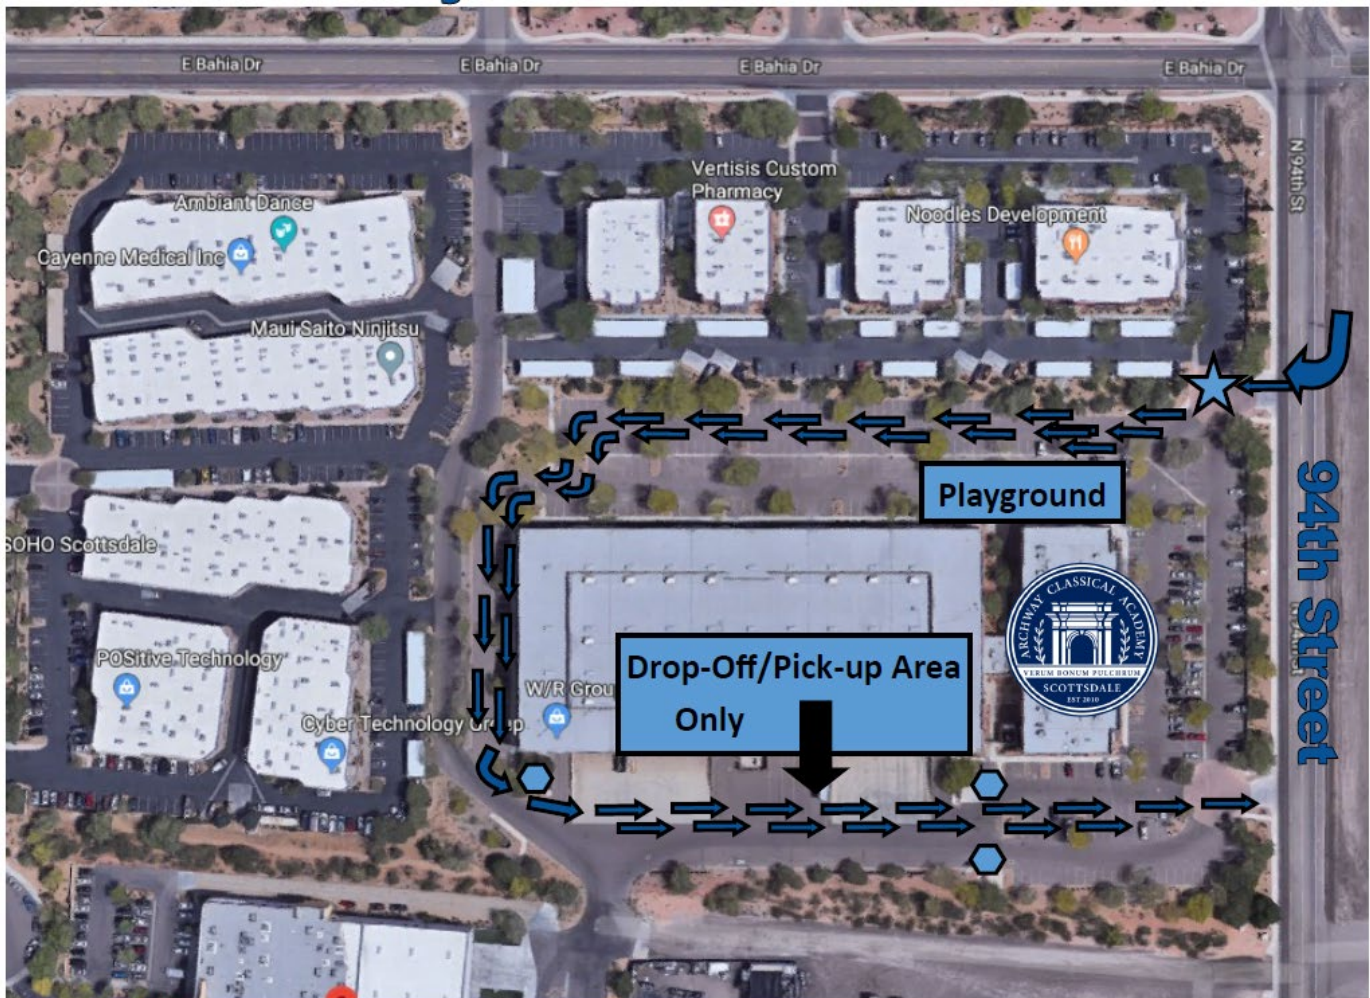 E Bahia Dr
E Bahia Dr
E Bahia Dr
E Bahia Dr
N 94th St
Vertisis Custom
Pharmacy
Ambiant Dance
Noodles Development
Cayenne Medical Inc
Maui Saito Ninjitsu
94th Street
Playground
SOHO Scottsdale
ARCHWAY CLASSICAL ACADEMY
VERUM BONUM PULCHRUM
SCOTTSDALE
EST 2010
Drop-Off/Pick-up Area
Only
POSitive Technology
W/R Grou
Cyber Technology Group